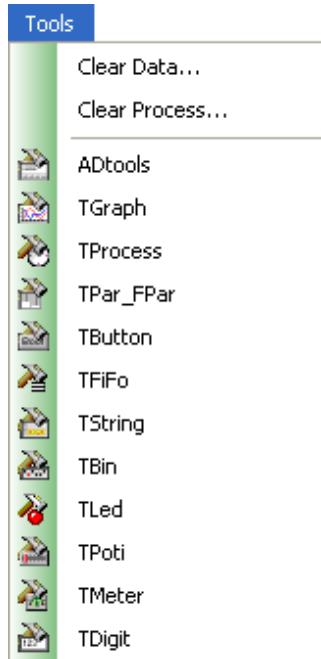 Tools
Clear Data...
Clear Process...
ADtools
TGraph
TProcess
TPar_FPar
TButton
TFiFo
TString
TBin
TLed
TPoti
TMeter
TDigit